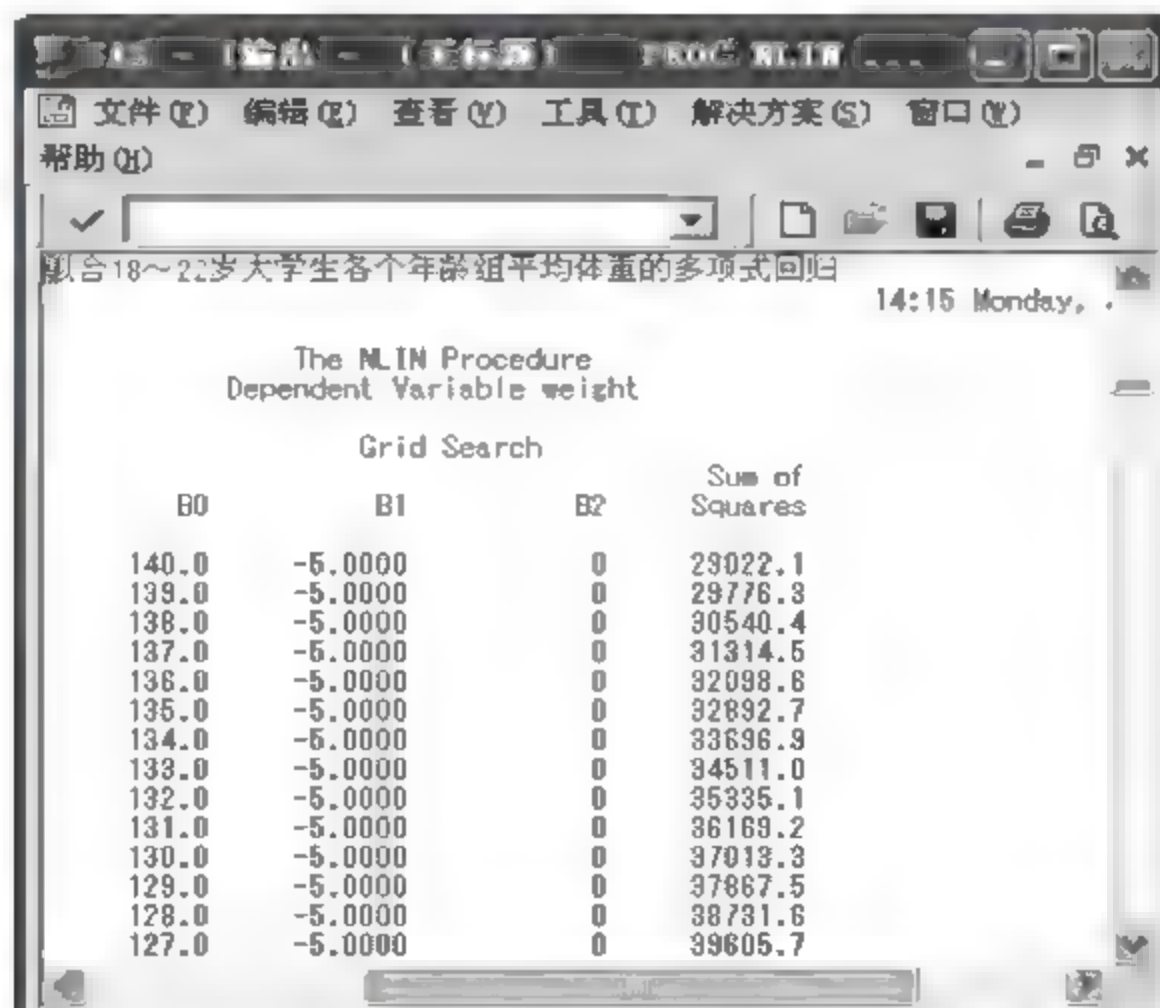 SAS - [输出 - (无标题) PROG NLIN ...
文件(F) 编辑(E) 查看(V) 工具(T) 解决方案(S) 窗口(W)
帮助(H)
拟合18～22岁大学生各个年龄组平均体重的多项式回归
14:15 Monday, .
The NLIN Procedure
Dependent Variable weight
Grid Search
Sum of
B0 B1 B2 Squares
140.0 -5.0000 0 29022.1
139.0 -5.0000 0 29776.3
138.0 -5.0000 0 30540.4
137.0 -5.0000 0 31314.5
136.0 -5.0000 0 32098.6
135.0 -5.0000 0 32892.7
134.0 -5.0000 0 33696.9
133.0 -5.0000 0 34511.0
132.0 -5.0000 0 35335.1
131.0 -5.0000 0 36169.2
130.0 -5.0000 0 37013.3
129.0 -5.0000 0 37867.5
128.0 -5.0000 0 38731.6
127.0 -5.0000 0 39605.7